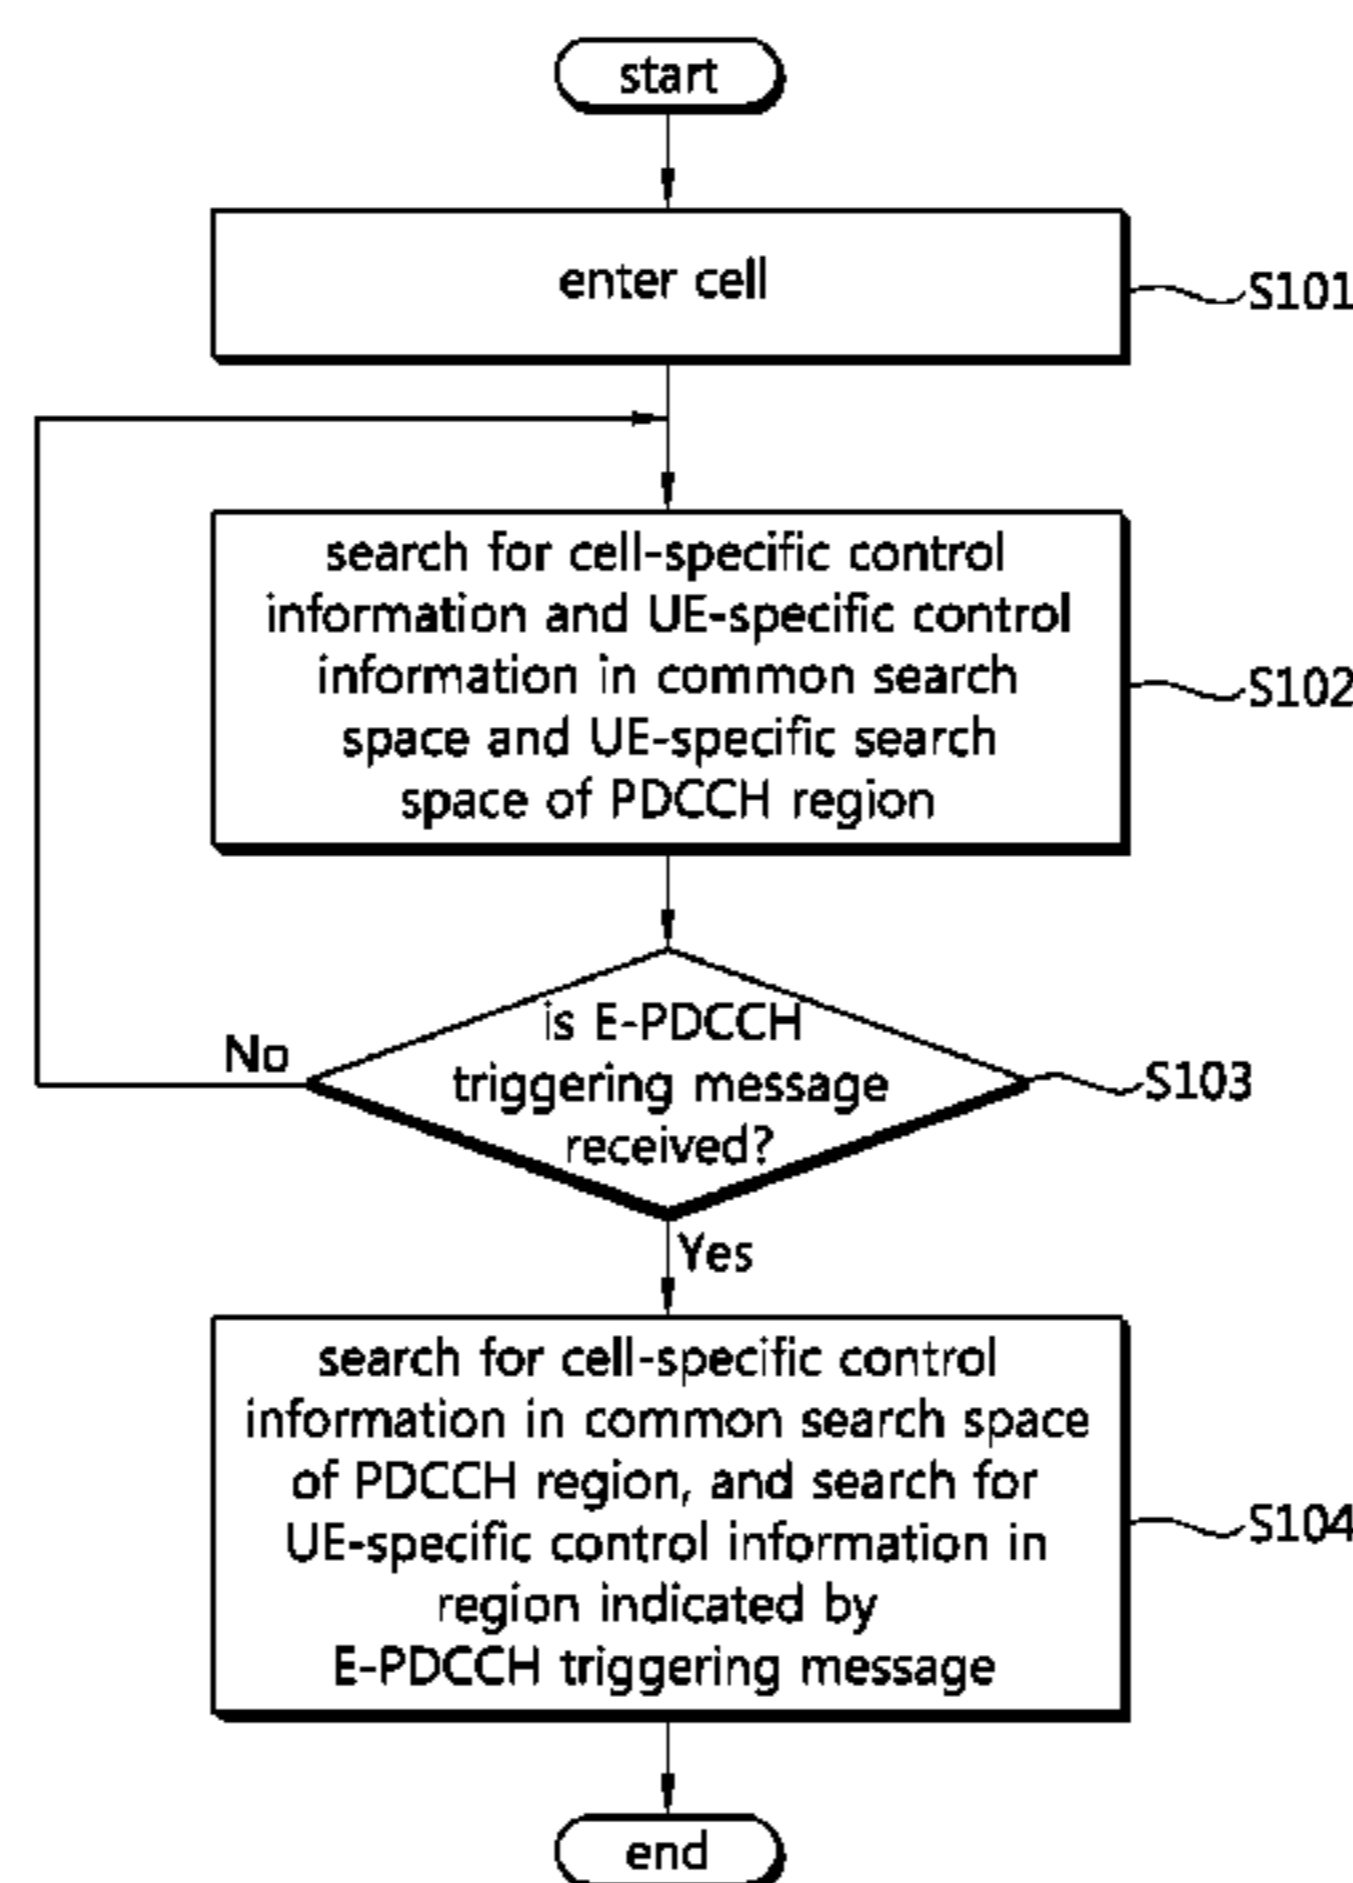 start
enter cell
S101
search for cell-specific control
information and UE-specific control
information in common search
space and UE-specific search
space of PDCCH region
S102
is E-PDCCH
triggering message
received?
No
S103
Yes
search for cell-specific control
information in common search space
of PDCCH region, and search for
UE-specific control information in
region indicated by
E-PDCCH triggering message
S104
end